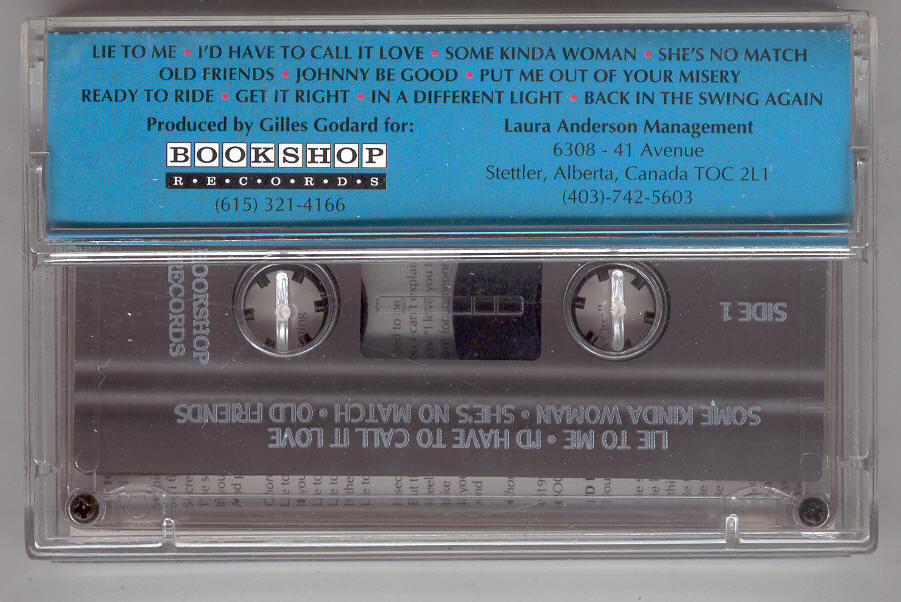 LIE TO ME • I'D HAVE TO CALL IT LOVE • SOME KINDA WOMAN • SHE'S NO MATCH
OLD FRIENDS • JOHNNY BE GOOD • PUT ME OUT OF YOUR MISERY
READY TO RIDE • GET IT RIGHT • IN A DIFFERENT LIGHT • BACK IN THE SWING AGAIN
Produced by Gilles Godard for:
BOOKSHOP
R•E•C•O•R•D•S
(615) 321-4166
Laura Anderson Management
6308 - 41 Avenue
Stettler, Alberta, Canada TOC 2L1
(403)-742-5603
BOOKSHOP
RECORDS
SIDE 1
LIE TO ME • I'D HAVE TO CALL IT LOVE
SOME KINDA WOMAN • SHE'S NO MATCH • OLD FRIENDS